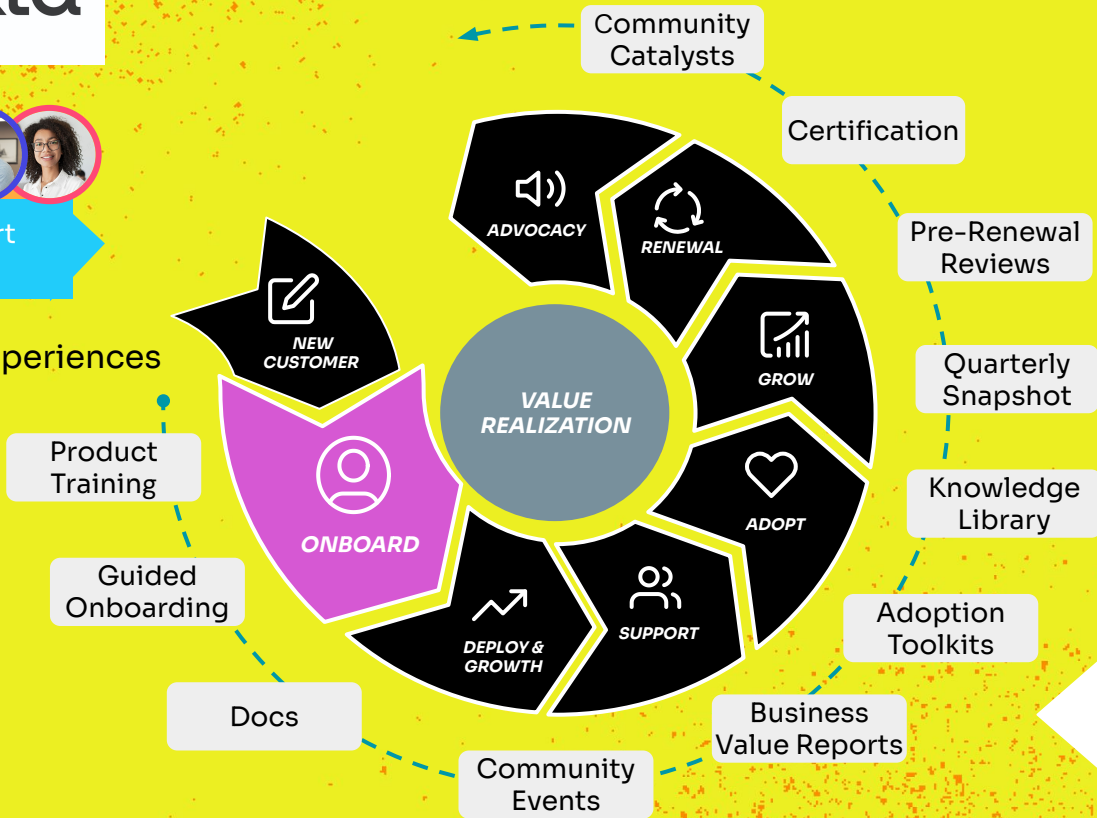 Community
Catalysts
Certification
Pre-Renewal
Reviews
Quarterly
Snapshot
Knowledge
Library
Adoption
Toolkits
Business
Value Reports
Community
Events
Docs
Guided
Onboarding
Product
Training
NEW
CUSTOMER
ONBOARD
DEPLOY &
GROWTH
SUPPORT
ADOPT
GROW
RENEWAL
ADVOCACY
VALUE
REALIZATION